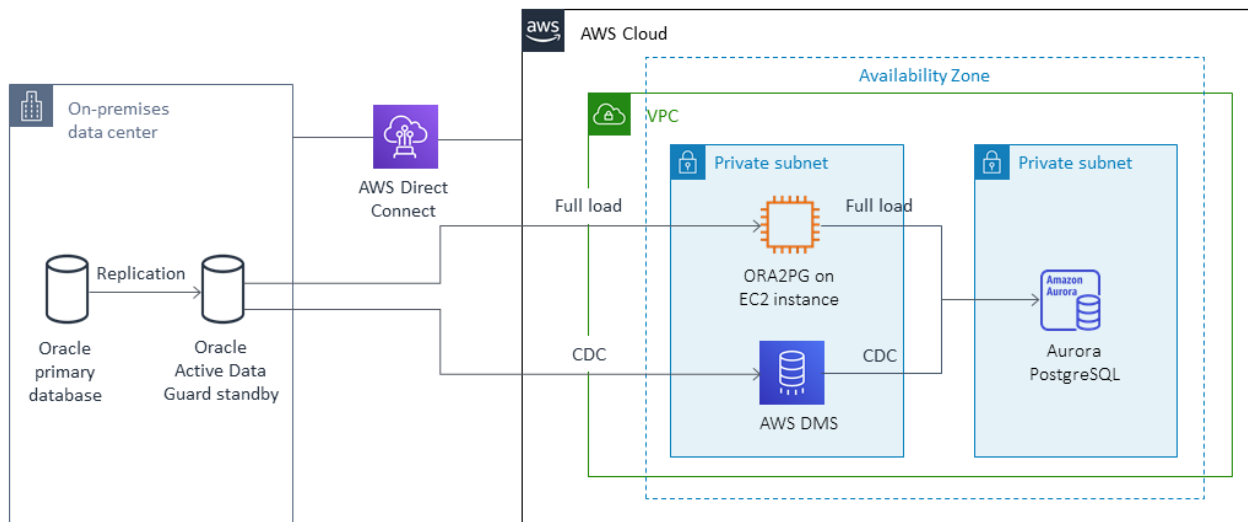 aws
AWS Cloud
Availability Zone
On-premises
data center
VPC
AWS Direct
Connect
Private subnet
Private subnet
Full load
Full load
Replication
ORA2PG on
EC2 instance
Amazon
Aurora
Oracle
primary
database
Oracle
Active Data
Guard standby
CDC
CDC
Aurora
PostgreSQL
AWS DMS